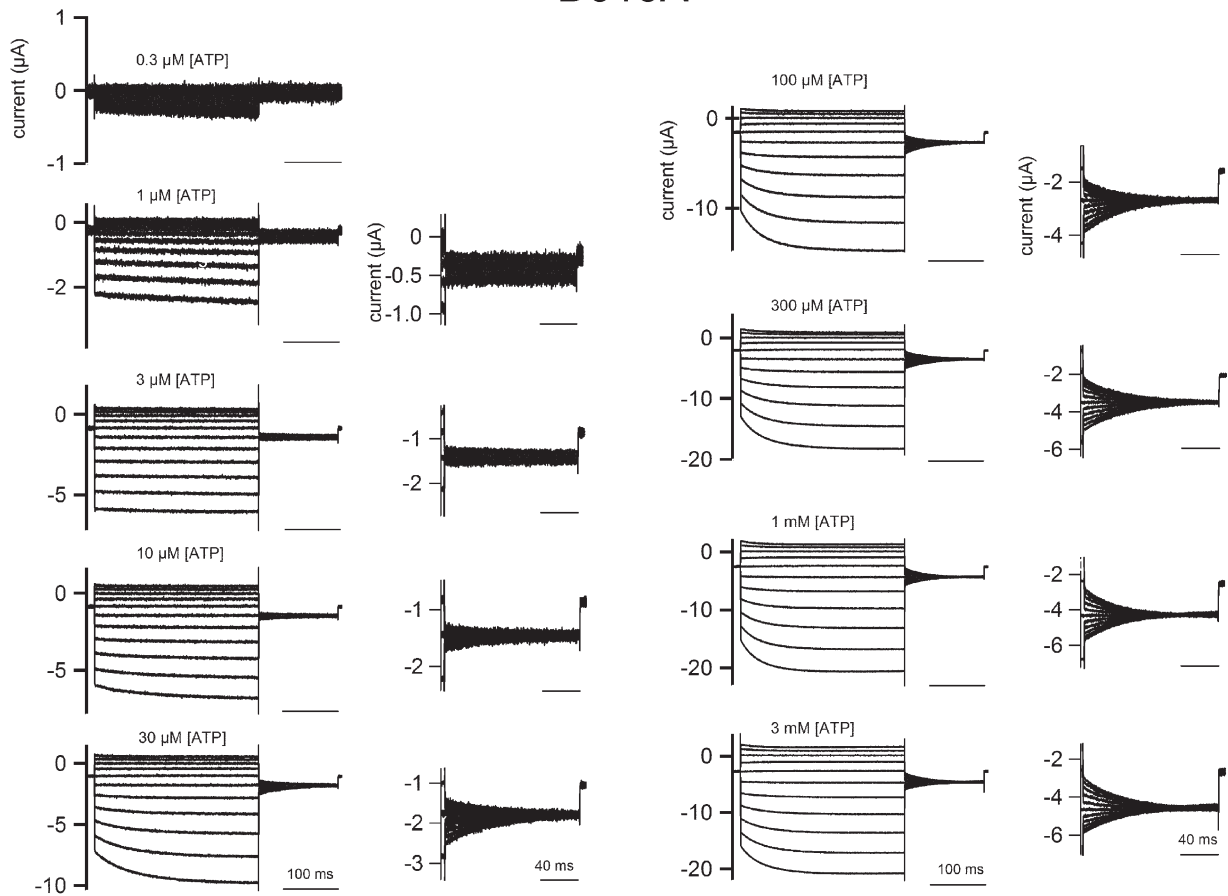 current (µA)
0.3 µM [ATP]
1
0
-1
1 µM [ATP]
0
-2
current (µA)
0
-0.5
-1.0
3 µM [ATP]
0
-5
-1
-2
10 µM [ATP]
0
-5
-1
-2
30 µM [ATP]
0
-5
-10
100 ms
-1
-2
-3
40 ms
100 µM [ATP]
current (µA)
0
-10
current (µA)
-2
-4
300 µM [ATP]
0
-10
-20
-2
-4
-6
1 mM [ATP]
0
-10
-20
-2
-4
-6
3 mM [ATP]
0
-10
-20
100 ms
-2
-4
-6
40 ms